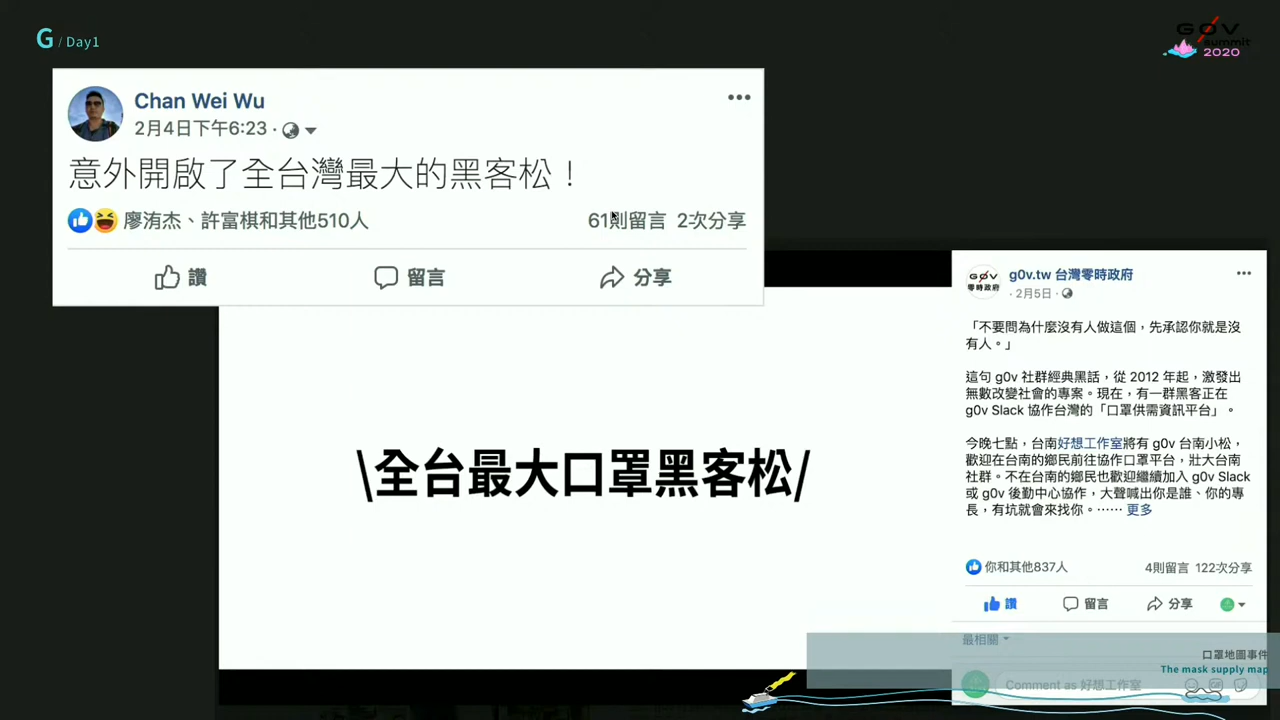 G / Day1
g0v
summit
2020
Chan Wei Wu
2月4日下午6:23
意外開啟了全台灣最大的黑客松！
廖洧杰、許富棋和其他510人
61則留言 2次分享
讚 留言 分享
\全台最大口罩黑客松/
g0v
零時政府
g0v.tw 台灣零時政府
2月5日
「不要問為什麼沒有人做這個，先承認你就是沒
有人。」
這句 g0v 社群經典黑話，從 2012 年起，激發出
無數改變社會的專案。現在，有一群黑客正在
g0v Slack 協作台灣的「口罩供需資訊平台」。
今晚七點，台南好想工作室將有 g0v 台南小松，
歡迎在台南的鄉民前往協作口罩平台，壯大台南
社群。不在台南的鄉民也歡迎繼續加入 g0v Slack
或 g0v 後勤中心協作，大聲喊出你是誰、你的專
長，有坑就會來找你。⋯⋯ 更多
你和其他837人
4則留言 122次分享
讚 留言 分享
最相關
口罩地圖事件
The mask supply map
Comment as 好想工作室